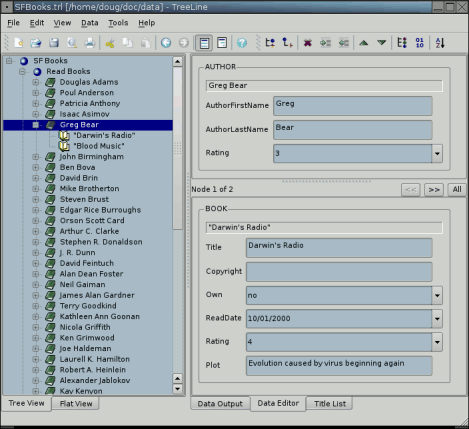 SFBooks.trl [/home/doug/doc/data] - TreeLine
File Edit View Data Tools Help
SF Books
Read Books
Douglas Adams
Poul Anderson
Patricia Anthony
Isaac Asimov
Greg Bear
"Darwin's Radio"
"Blood Music"
John Birmingham
Ben Bova
David Brin
Mike Brotherton
Steven Brust
Edgar Rice Burroughs
Orson Scott Card
Arthur C. Clarke
Stephen R. Donaldson
J. R. Dunn
David Feintuch
Alan Dean Foster
Neil Gaiman
James Alan Gardner
Terry Goodkind
Kathleen Ann Goonan
Nicola Griffith
Ken Grimwood
Joe Haldeman
Laurell K. Hamilton
Robert A. Heinlein
Alexander Jablokov
Kay Kenyon
Tree View Flat View
AUTHOR
Greg Bear
AuthorFirstName Greg
AuthorLastName Bear
Rating 3
Node 1 of 2 << >> All
BOOK
"Darwin's Radio"
Title Darwin's Radio
Copyright
Own no
ReadDate 10/01/2000
Rating 4
Plot Evolution caused by virus beginning again
Data Output Data Editor Title List